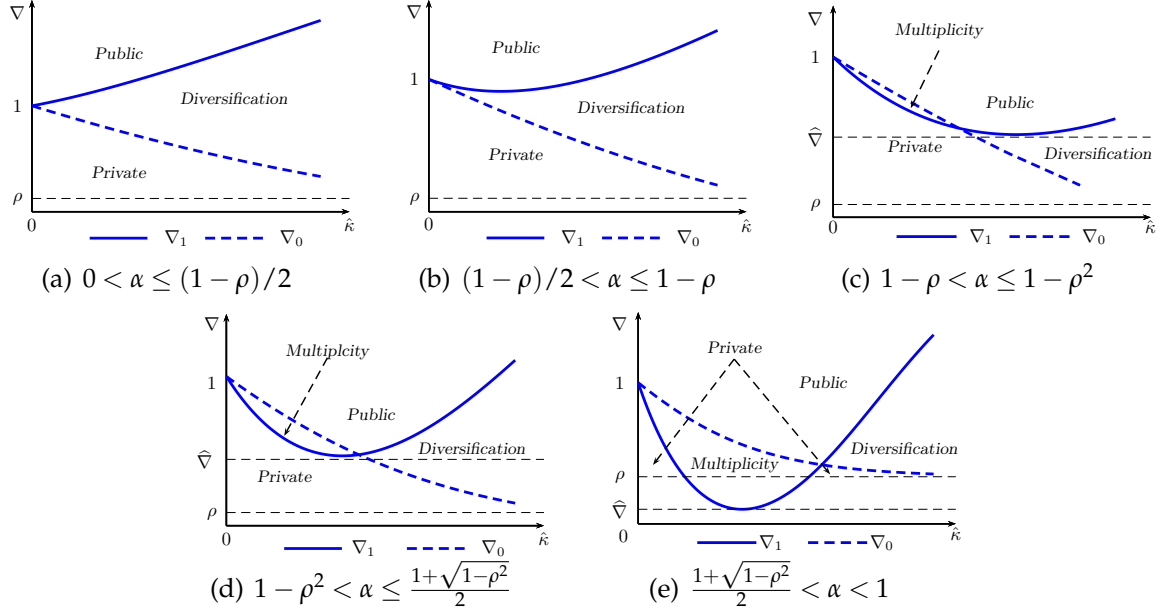 ∇
Public
1
Diversification
Private
ρ
0
κ̂
∇₁ ∇₀
(a) 0 < α ≤ (1 − ρ)/2
∇
Public
1
Diversification
Private
ρ
0
κ̂
∇₁ ∇₀
(b) (1 − ρ)/2 < α ≤ 1 − ρ
∇
Multiplicity
1
Public
∇̂
Private
Diversification
ρ
0
κ̂
∇₁ ∇₀
(c) 1 − ρ < α ≤ 1 − ρ²
∇
Multiplcity
1
Public
Diversification
∇̂
Private
ρ
0
κ̂
∇₁ ∇₀
(d) 1 − ρ² < α ≤ (1+√(1−ρ²))/2
∇
Private
1
Public
Diversification
ρ
Multiplicity
∇̂
0
κ̂
∇₁ ∇₀
(e) (1+√(1−ρ²))/2 < α < 1